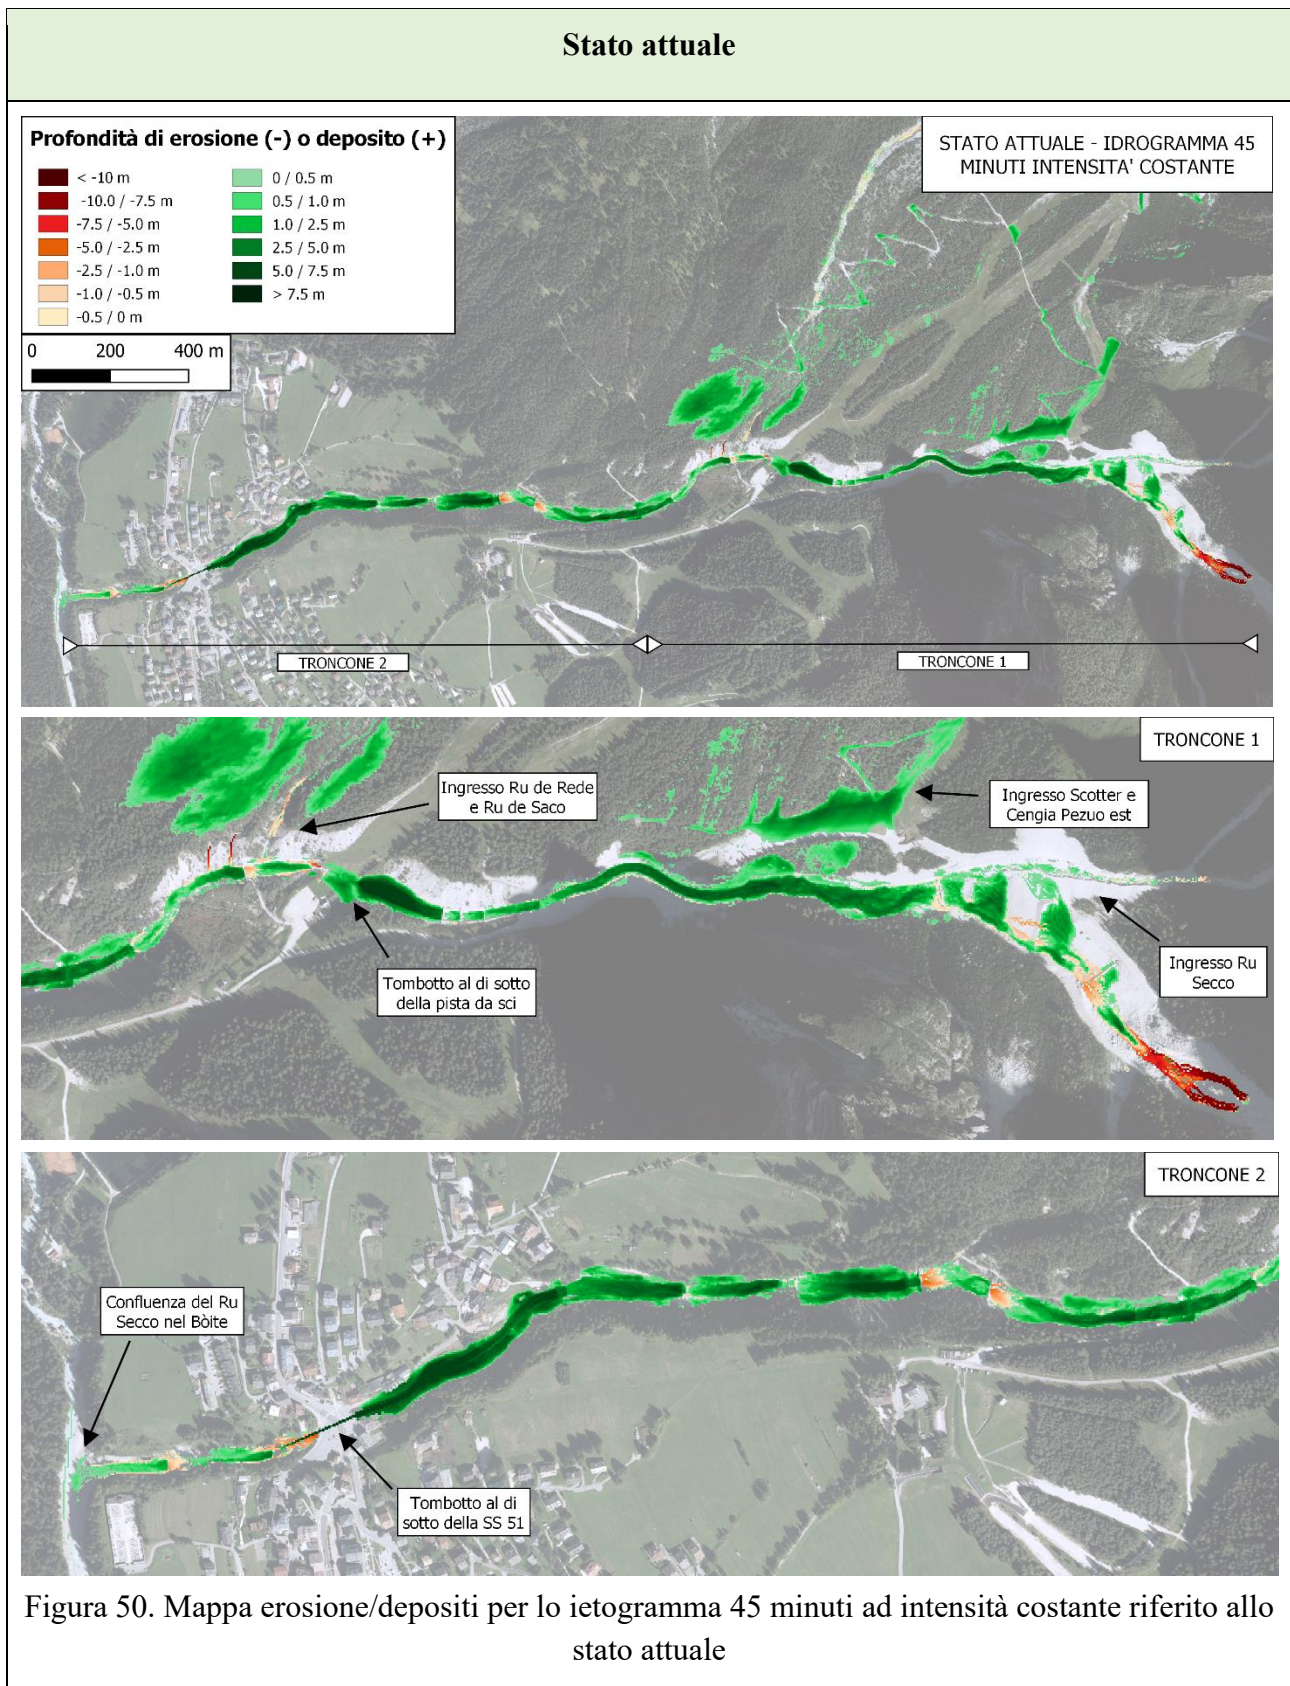 Stato attuale
Profondità di erosione (-) o deposito (+)
< -10 m
-10.0 / -7.5 m
-7.5 / -5.0 m
-5.0 / -2.5 m
-2.5 / -1.0 m
-1.0 / -0.5 m
-0.5 / 0 m
0 / 0.5 m
0.5 / 1.0 m
1.0 / 2.5 m
2.5 / 5.0 m
5.0 / 7.5 m
> 7.5 m
0 200 400 m
STATO ATTUALE - IDROGRAMMA 45
MINUTI INTENSITA' COSTANTE
TRONCONE 2
TRONCONE 1
TRONCONE 1
Ingresso Ru de Rede
e Ru de Saco
Ingresso Scotter e
Cengia Pezuo est
Tombotto al di sotto
della pista da sci
Ingresso Ru
Secco
TRONCONE 2
Confluenza del Ru
Secco nel Bòite
Tombotto al di
sotto della SS 51
Figura 50. Mappa erosione/depositi per lo ietogramma 45 minuti ad intensità costante riferito allo
stato attuale